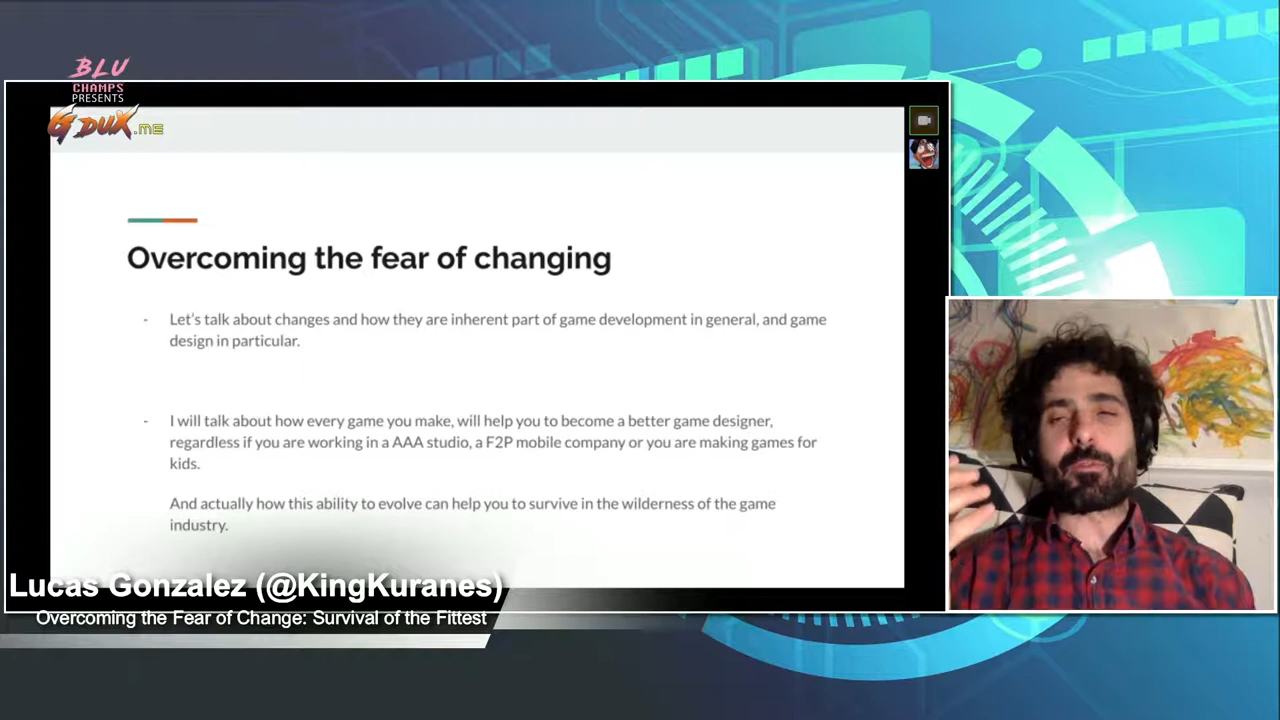 BLU
CHAMPS
PRESENTS
G DUX.ME
Overcoming the fear of changing
- Let's talk about changes and how they are inherent part of game development in general, and game
design in particular.
- I will talk about how every game you make, will help you to become a better game designer,
regardless if you are working in a AAA studio, a F2P mobile company or you are making games for
kids.
And actually how this ability to evolve can help you to survive in the wilderness of the game
industry.
Lucas Gonzalez (@KingKuranes)
Overcoming the Fear of Change: Survival of the Fittest